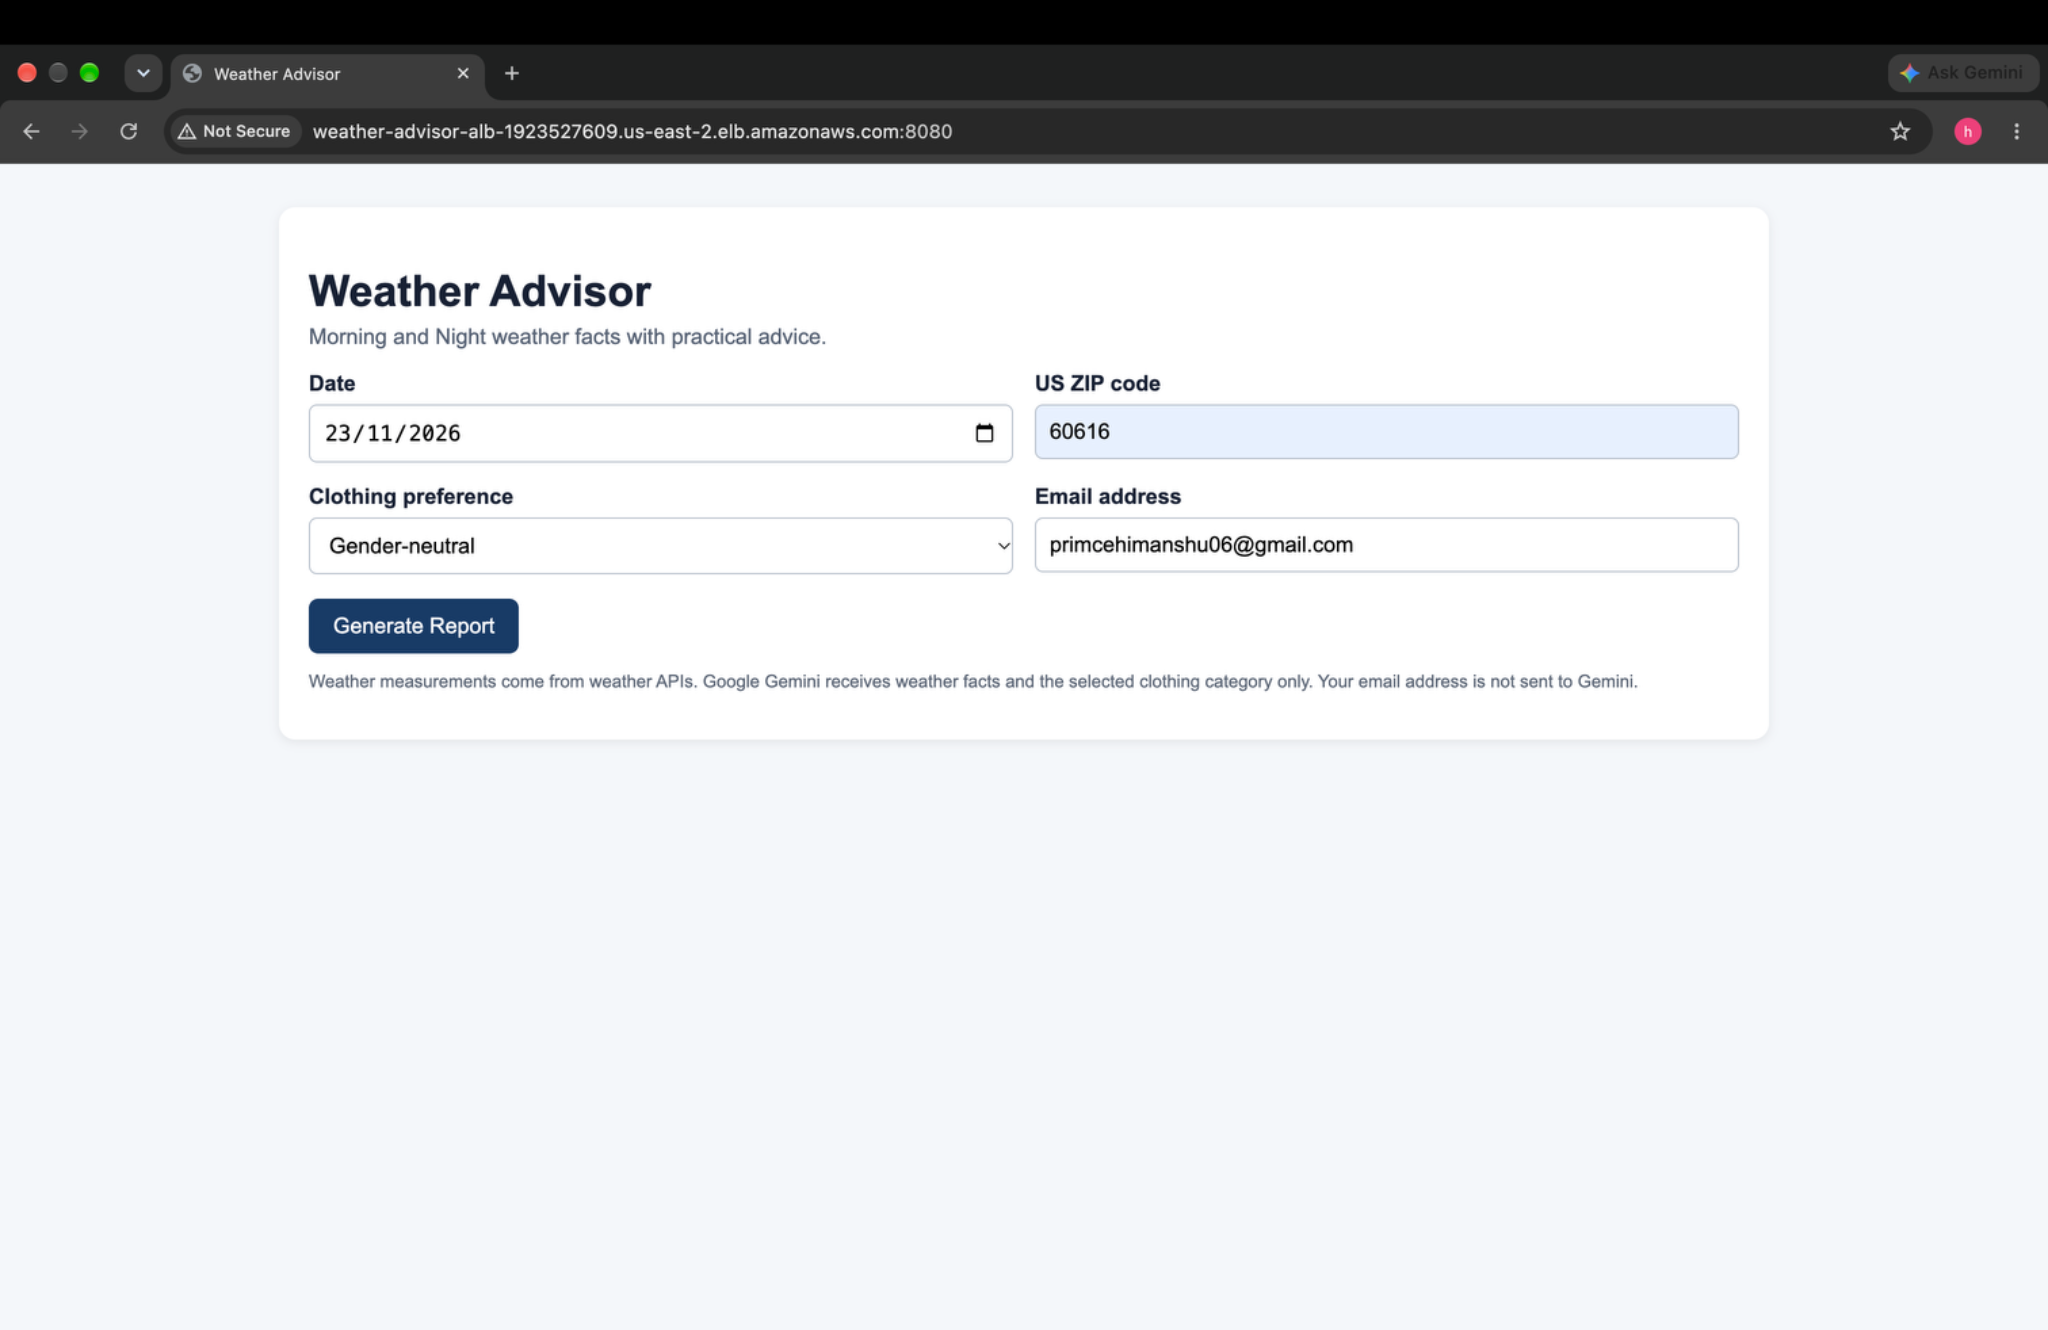 Weather Advisor
Ask Gemini
Not Secure weather-advisor-alb-1923527609.us-east-2.elb.amazonaws.com:8080
h
Weather Advisor
Morning and Night weather facts with practical advice.
Date
23/11/2026
US ZIP code
60616
Clothing preference
Gender-neutral
Email address
primcehimanshu06@gmail.com
Generate Report
Weather measurements come from weather APIs. Google Gemini receives weather facts and the selected clothing category only. Your email address is not sent to Gemini.